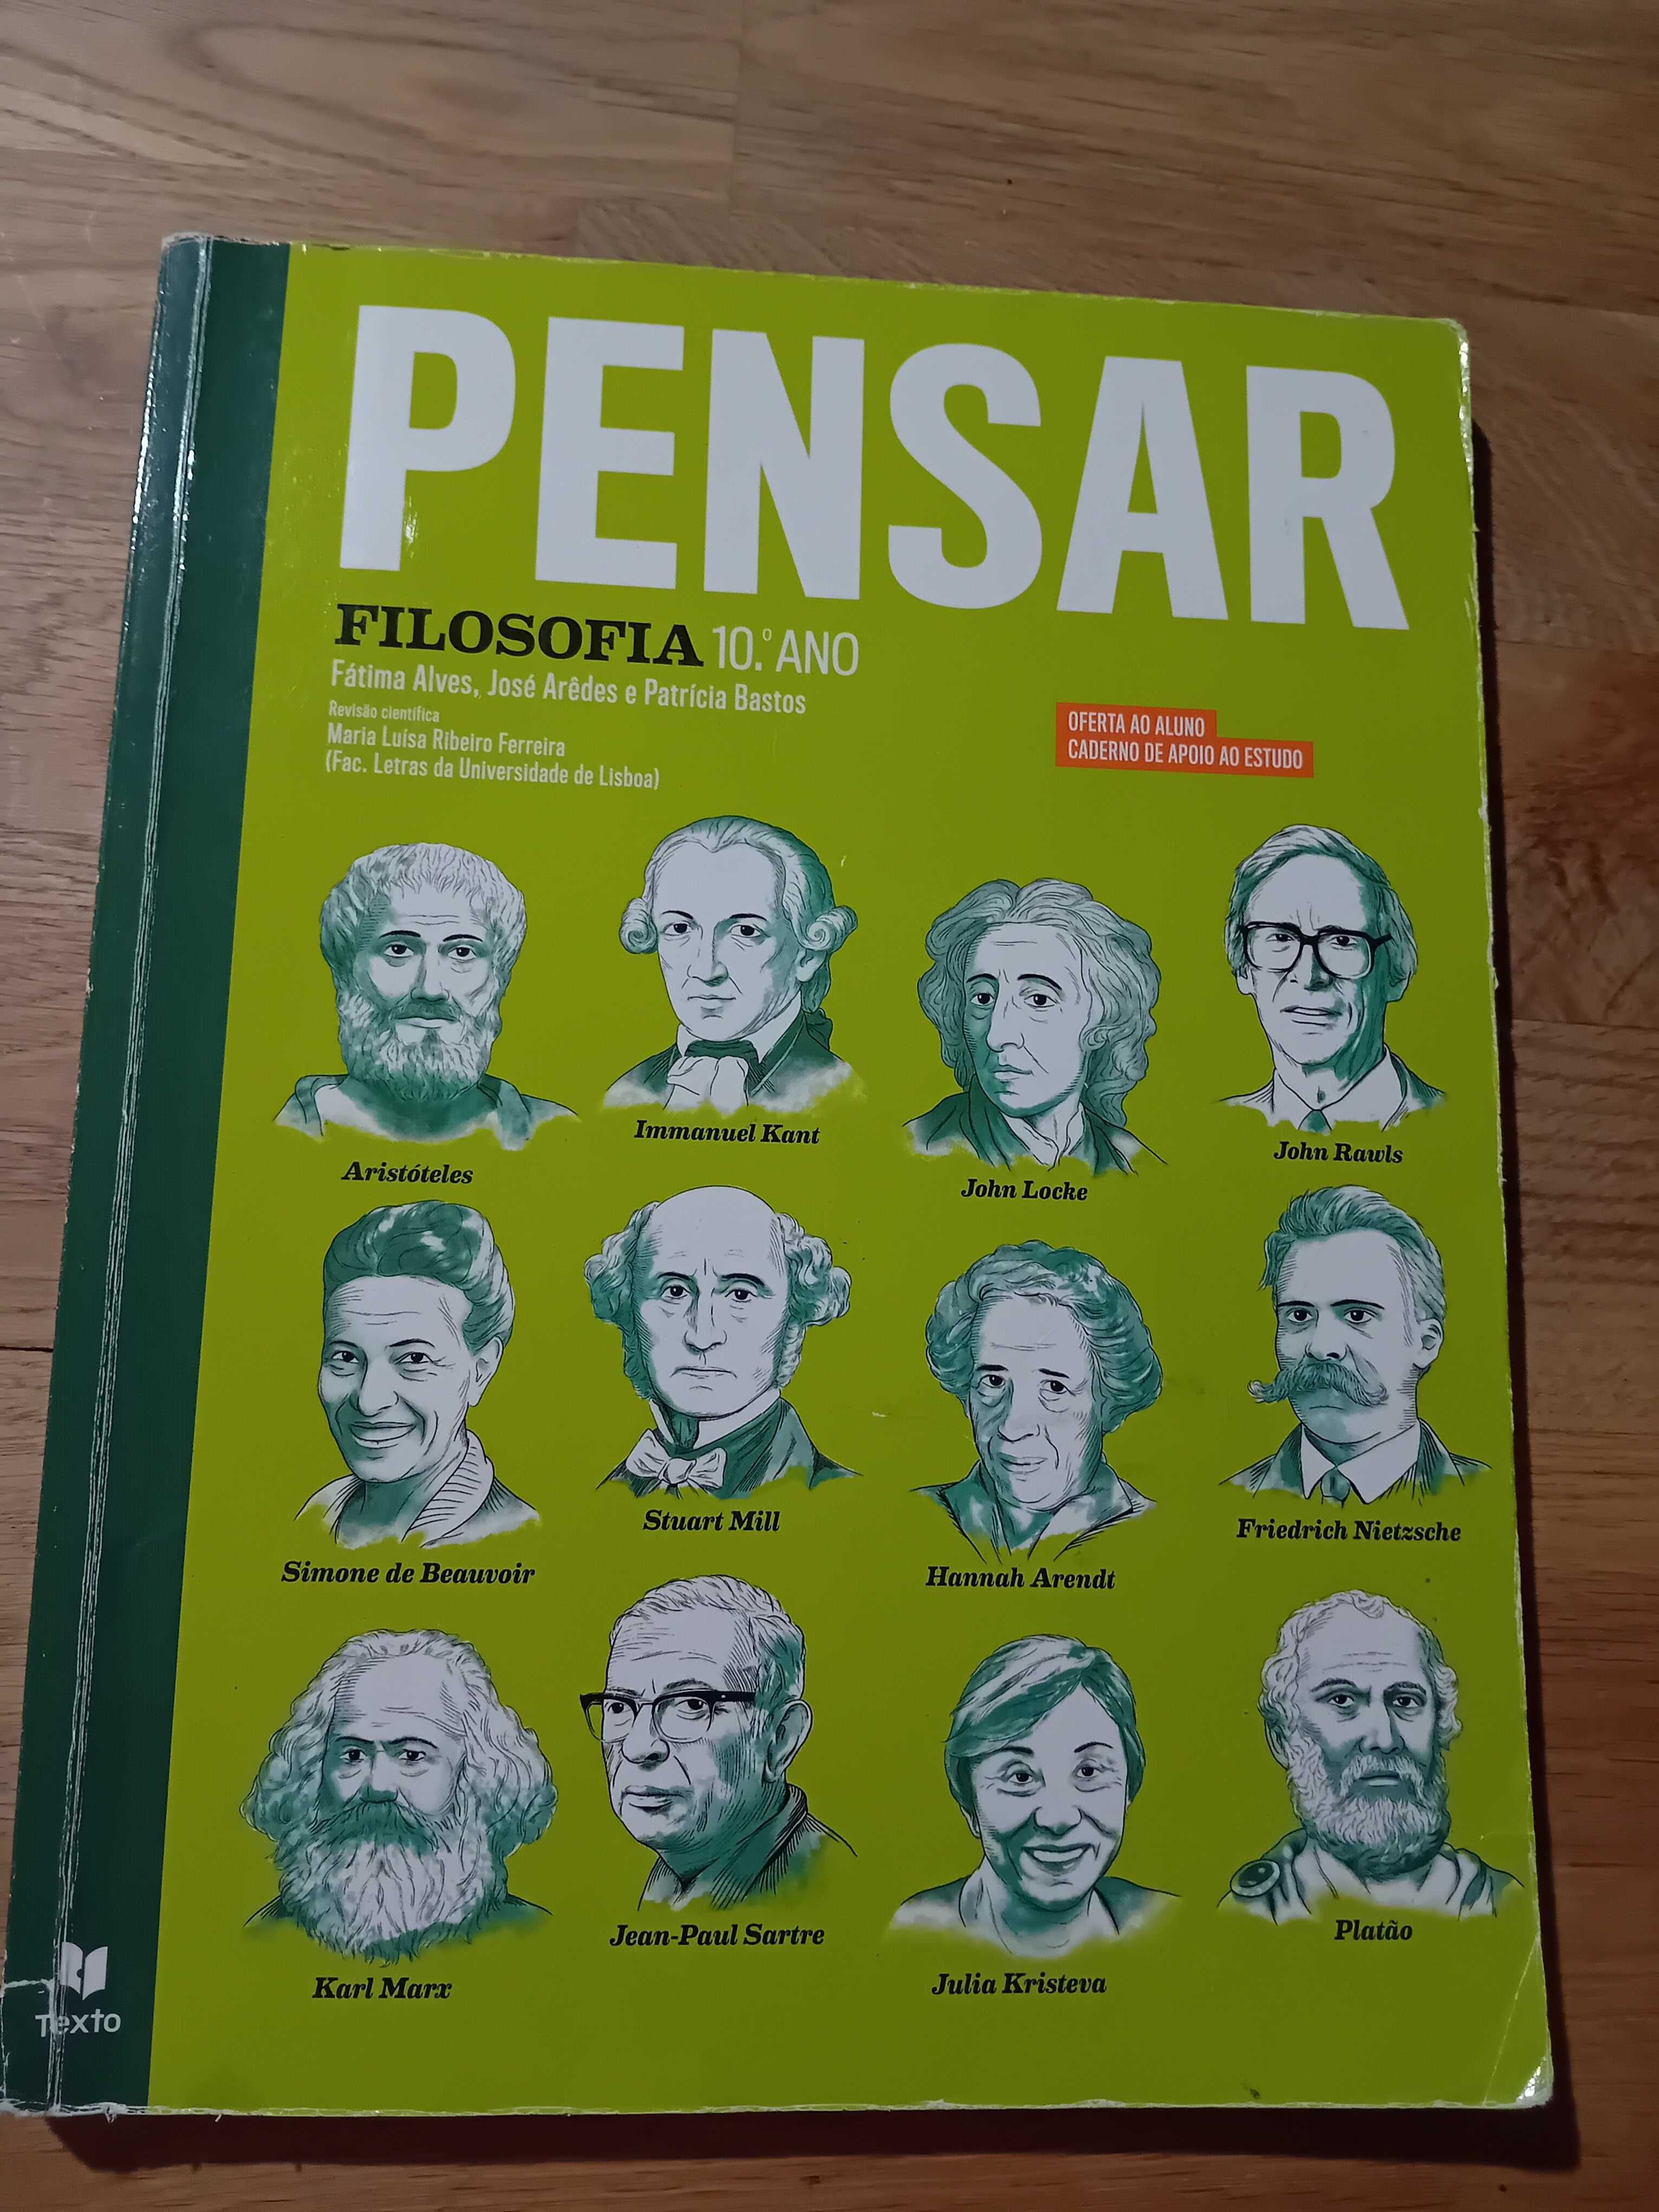 PENSAR
FILOSOFIA 10.º ANO
Fátima Alves, José Arêdes e Patrícia Bastos
Revisão científica
Maria Luísa Ribeiro Ferreira
(Fac. Letras da Universidade de Lisboa)
OFERTA AO ALUNO
CADERNO DE APOIO AO ESTUDO
Aristóteles
Immanuel Kant
John Locke
John Rawls
Simone de Beauvoir
Stuart Mill
Hannah Arendt
Friedrich Nietzsche
Karl Marx
Jean-Paul Sartre
Julia Kristeva
Platão
Texto